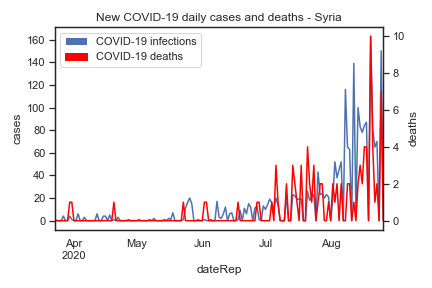 New COVID-19 daily cases and deaths - Syria
COVID-19 infections
COVID-19 deaths
160
140
120
100
80
60
40
20
0
cases
10
8
6
4
2
0
deaths
Apr
2020
May
Jun
Jul
Aug
dateRep